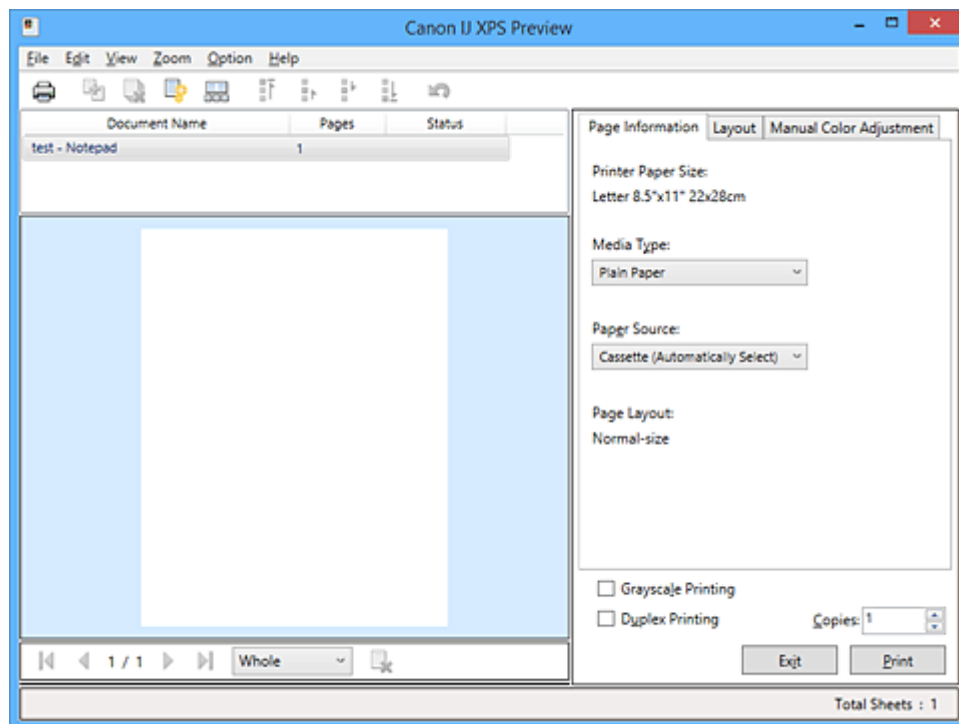 Canon IJ XPS Preview
File Edit View Zoom Option Help
Document Name Pages Status
test - Notepad 1
Page Information Layout Manual Color Adjustment
Printer Paper Size:
Letter 8.5"x11" 22x28cm
Media Type:
Plain Paper
Paper Source:
Cassette (Automatically Select)
Page Layout:
Normal-size
Grayscale Printing
Duplex Printing Copies: 1
1 / 1 Whole Exit Print
Total Sheets : 1